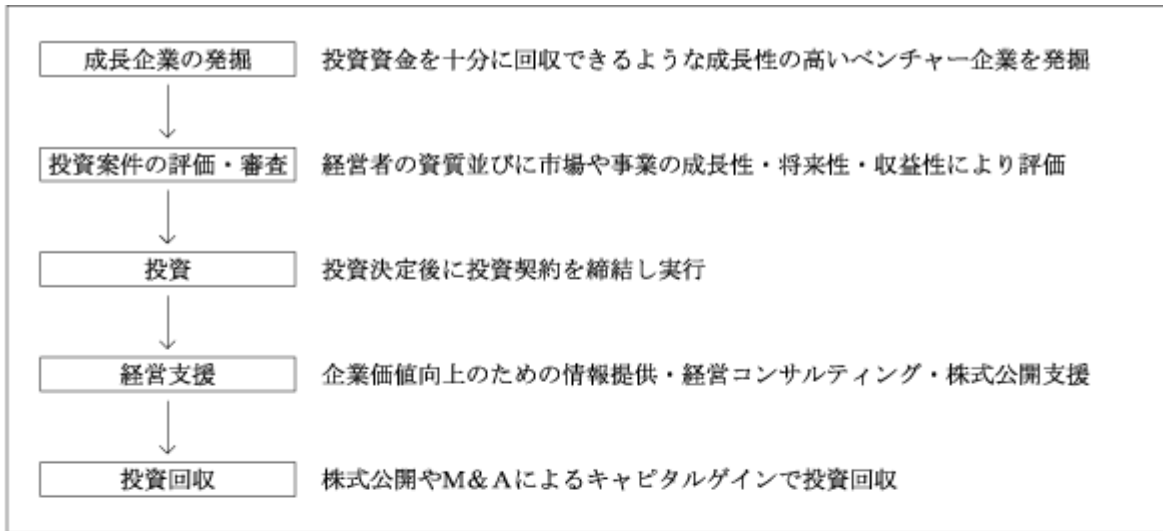 成長企業の発掘 投資資金を十分に回収できるような成長性の高いベンチャー企業を発掘
投資案件の評価・審査 経営者の資質並びに市場や事業の成長性・将来性・収益性により評価
投資 投資決定後に投資契約を締結し実行
経営支援 企業価値向上のための情報提供・経営コンサルティング・株式公開支援
投資回収 株式公開やM&Aによるキャピタルゲインで投資回収